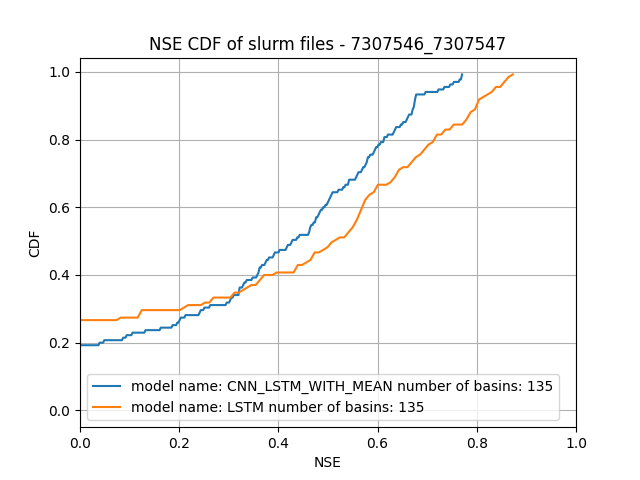 NSE CDF of slurm files - 7307546_7307547
1.0
0.8
0.6
0.4
0.2
0.0
CDF
model name: CNN_LSTM_WITH_MEAN number of basins: 135
model name: LSTM number of basins: 135
0.0 0.2 0.4 0.6 0.8 1.0
NSE